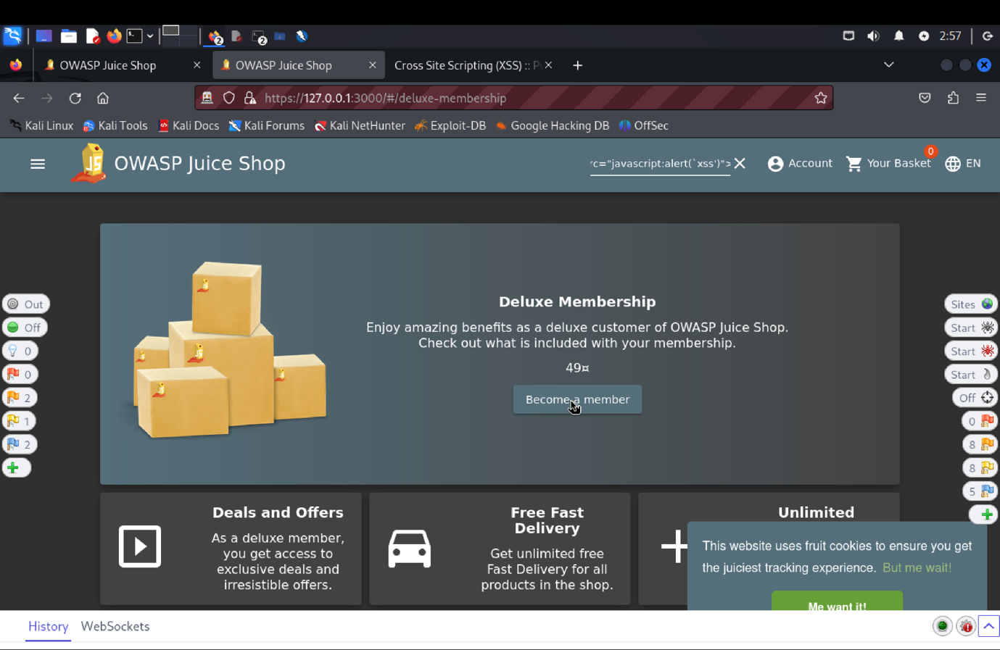 2:57
OWASP Juice Shop
OWASP Juice Shop
Cross Site Scripting (XSS) ::
https://127.0.0.1:3000/#/deluxe-membership
Kali Linux Kali Tools Kali Docs Kali Forums Kali NetHunter Exploit-DB Google Hacking DB OffSec
OWASP Juice Shop
rc="javascript:alert(`xss')">
Account
0
Your Basket
EN
Deluxe Membership
Enjoy amazing benefits as a deluxe customer of OWASP Juice Shop.
Check out what is included with your membership.
49¤
Become a member
Out
Off
0
0
2
1
2
Sites
Start
Start
Start
Off
0
8
8
5
Deals and Offers
As a deluxe member,
you get access to
exclusive deals and
irresistible offers.
Free Fast
Delivery
Get unlimited free
Fast Delivery for all
products in the shop.
Unlimited
This website uses fruit cookies to ensure you get
the juiciest tracking experience. But me wait!
Me want it!
History WebSockets